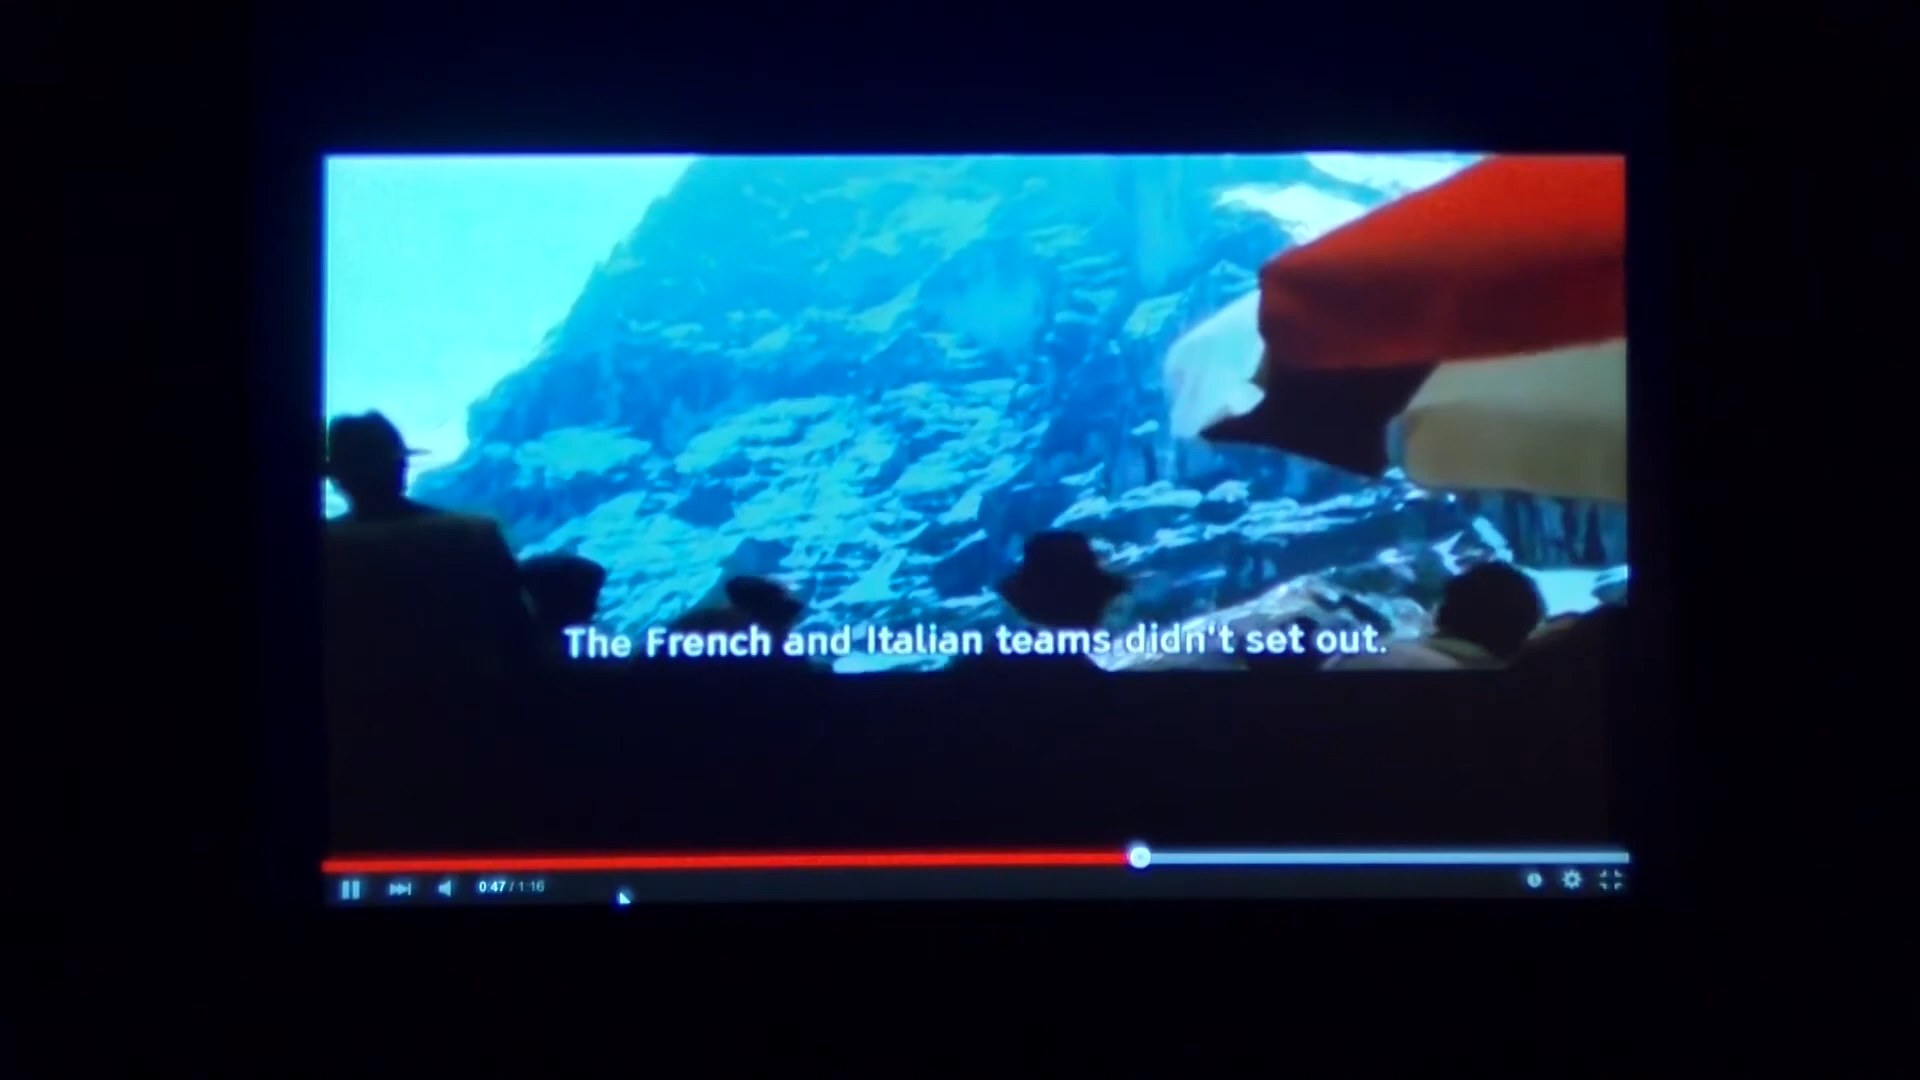 The French and Italian teams didn't set out.
0:47 / 1:16